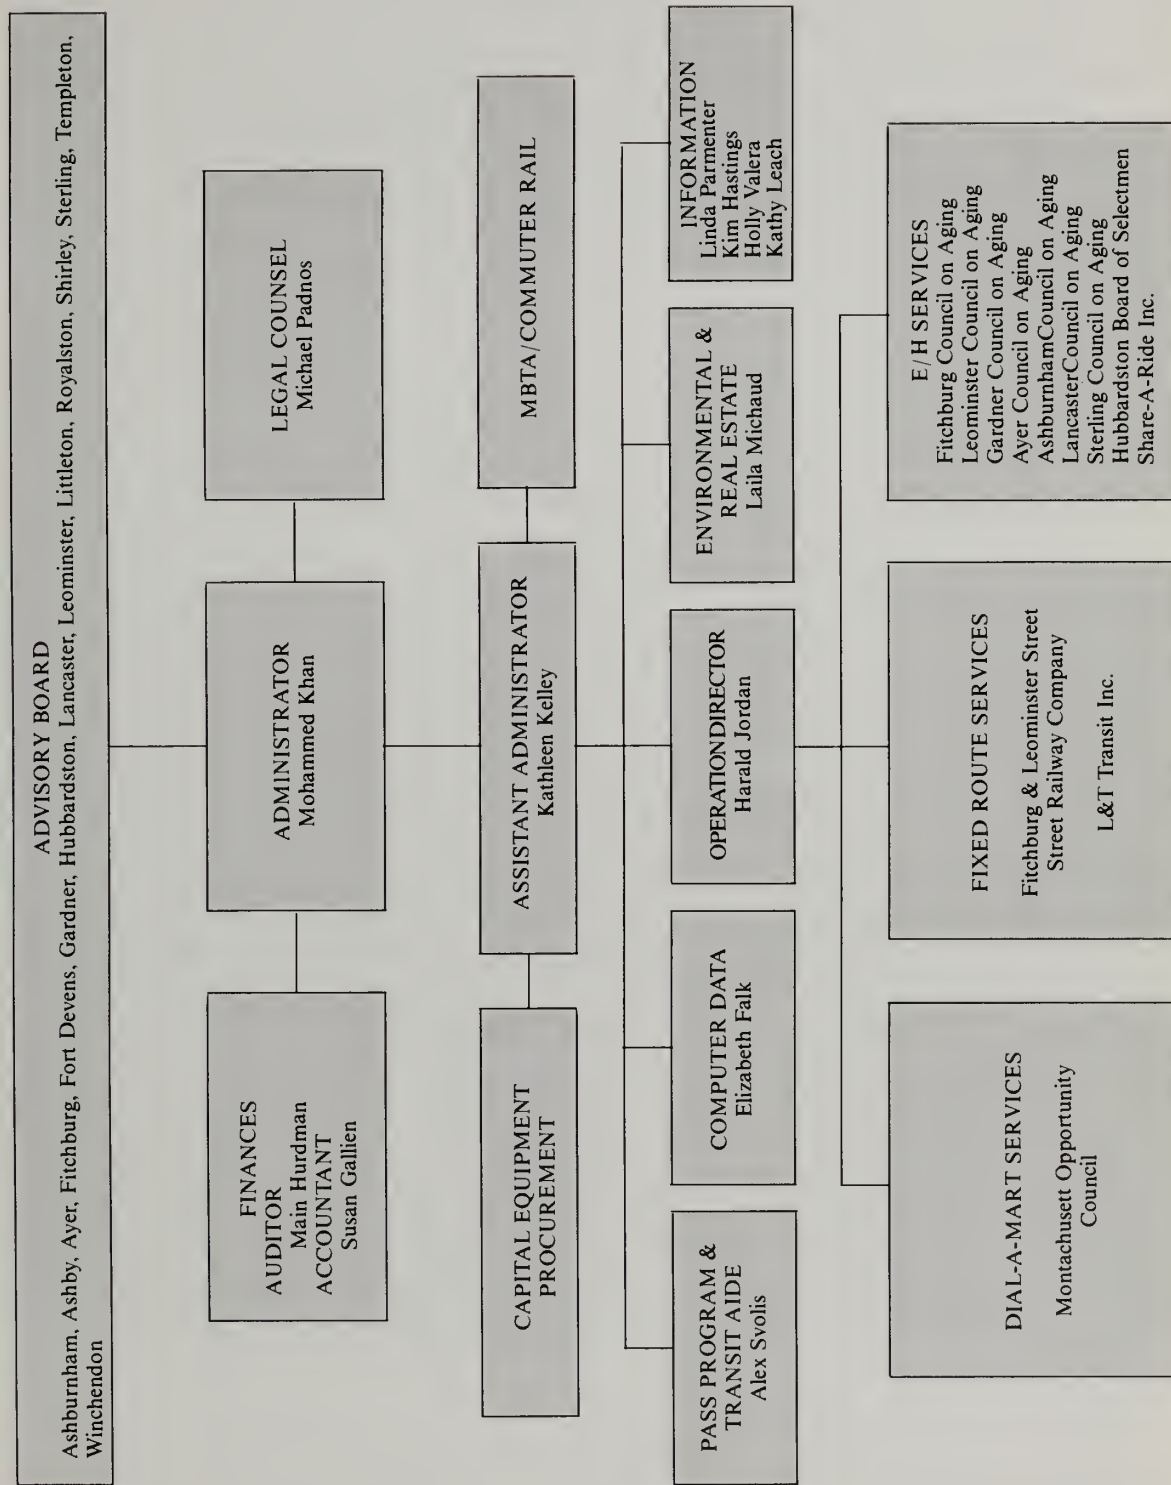 ADVISORY BOARD
Ashburnham, Ashby, Ayer, Fitchburg, Fort Devens, Gardner, Hubbardston, Lancaster, Leominster, Littleton, Royalston, Shirley, Sterling, Templeton,
Winchendon
FINANCES
AUDITOR
Main Hurdman
ACCOUNTANT
Susan Gallien
ADMINISTRATOR
Mohammed Khan
LEGAL COUNSEL
Michael Padnos
CAPITAL EQUIPMENT
PROCUREMENT
ASSISTANT ADMINISTRATOR
Kathleen Kelley
MBTA/COMMUTER RAIL
PASS PROGRAM &
TRANSIT AIDE
Alex Svolis
COMPUTER DATA
Elizabeth Falk
OPERATION DIRECTOR
Harald Jordan
ENVIRONMENTAL &
REAL ESTATE
Laila Michaud
INFORMATION
Linda Parmenter
Kim Hastings
Holly Valera
Kathy Leach
DIAL-A-MART SERVICES
Montachusett Opportunity
Council
FIXED ROUTE SERVICES
Fitchburg & Leominster Street
Street Railway Company
L&T Transit Inc.
E/H SERVICES
Fitchburg Council on Aging
Leominster Council on Aging
Gardner Council on Aging
Ayer Council on Aging
AshburnhamCouncil on Aging
LancasterCouncil on Aging
Sterling Council on Aging
Hubbardston Board of Selectmen
Share-A-Ride Inc.